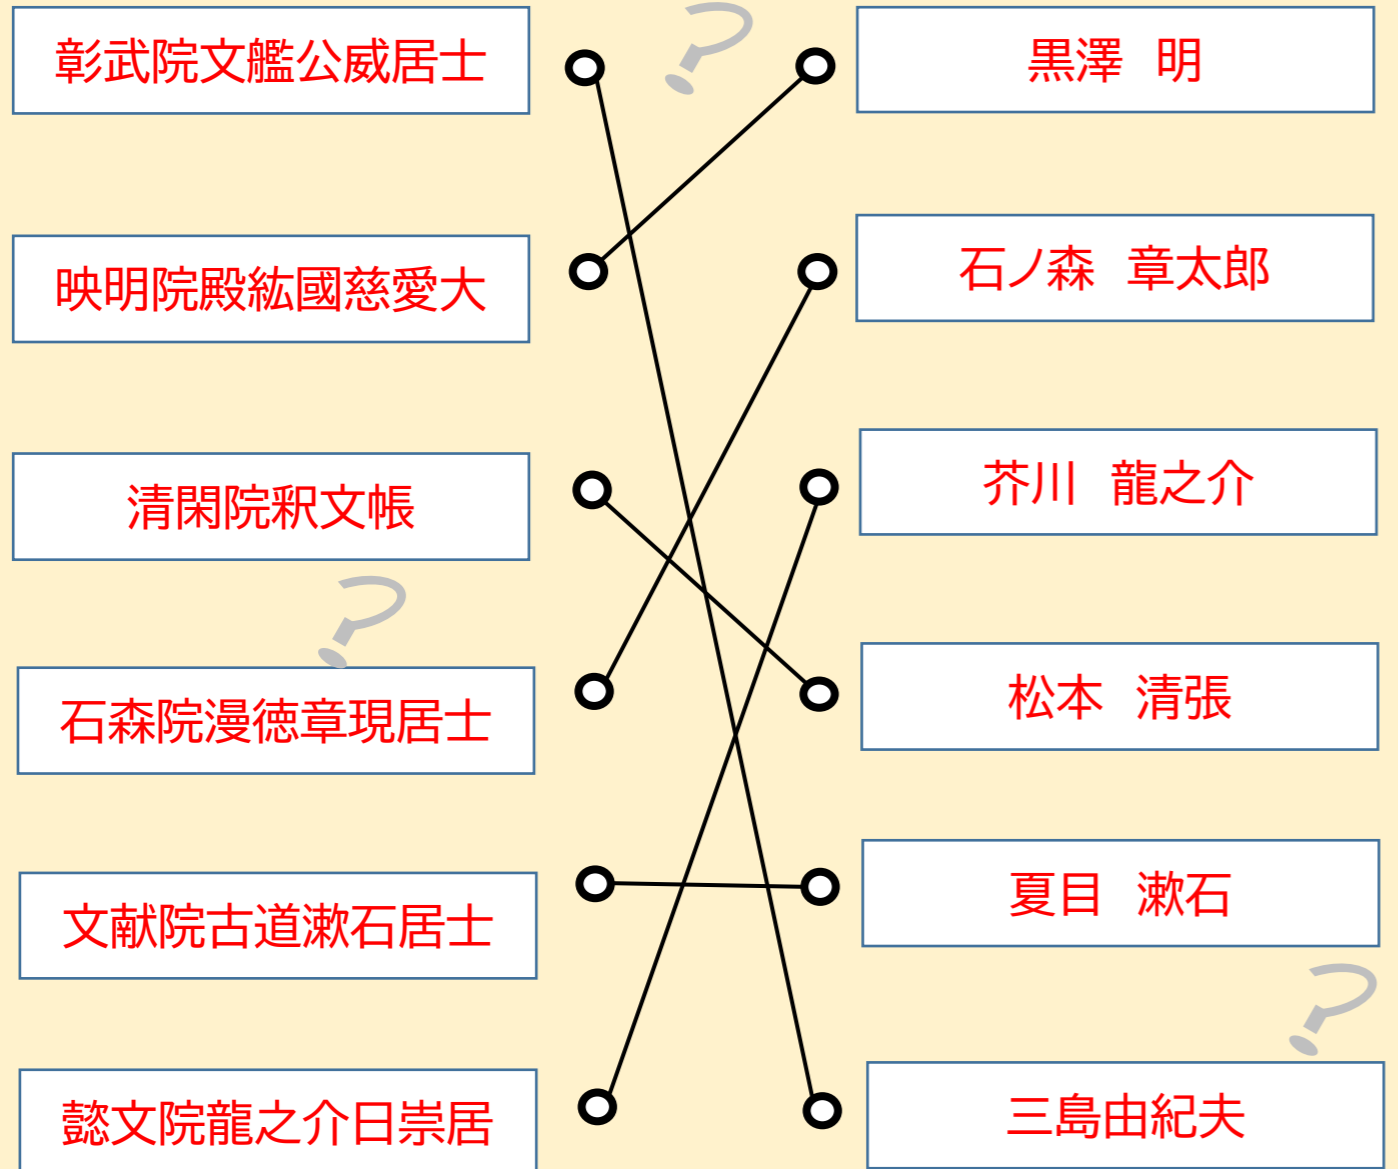 彰武院文艦公威居士
黒澤 明
映明院殿紘國慈愛大
石ノ森 章太郎
清閑院釈文帳
芥川 龍之介
石森院漫徳章現居士
松本 清張
文献院古道漱石居士
夏目 漱石
懿文院龍之介日崇居
三島由紀夫